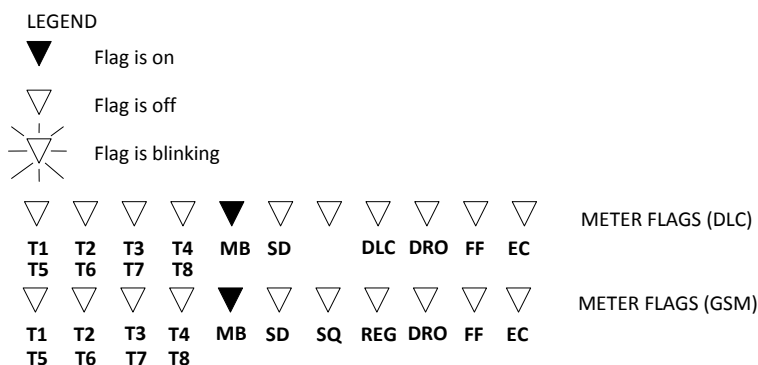 LEGEND
Flag is on
Flag is off
Flag is blinking
METER FLAGS (DLC)
T1 T2 T3 T4 MB SD DLC DRO FF EC
T5 T6 T7 T8
METER FLAGS (GSM)
T1 T2 T3 T4 MB SD SQ REG DRO FF EC
T5 T6 T7 T8